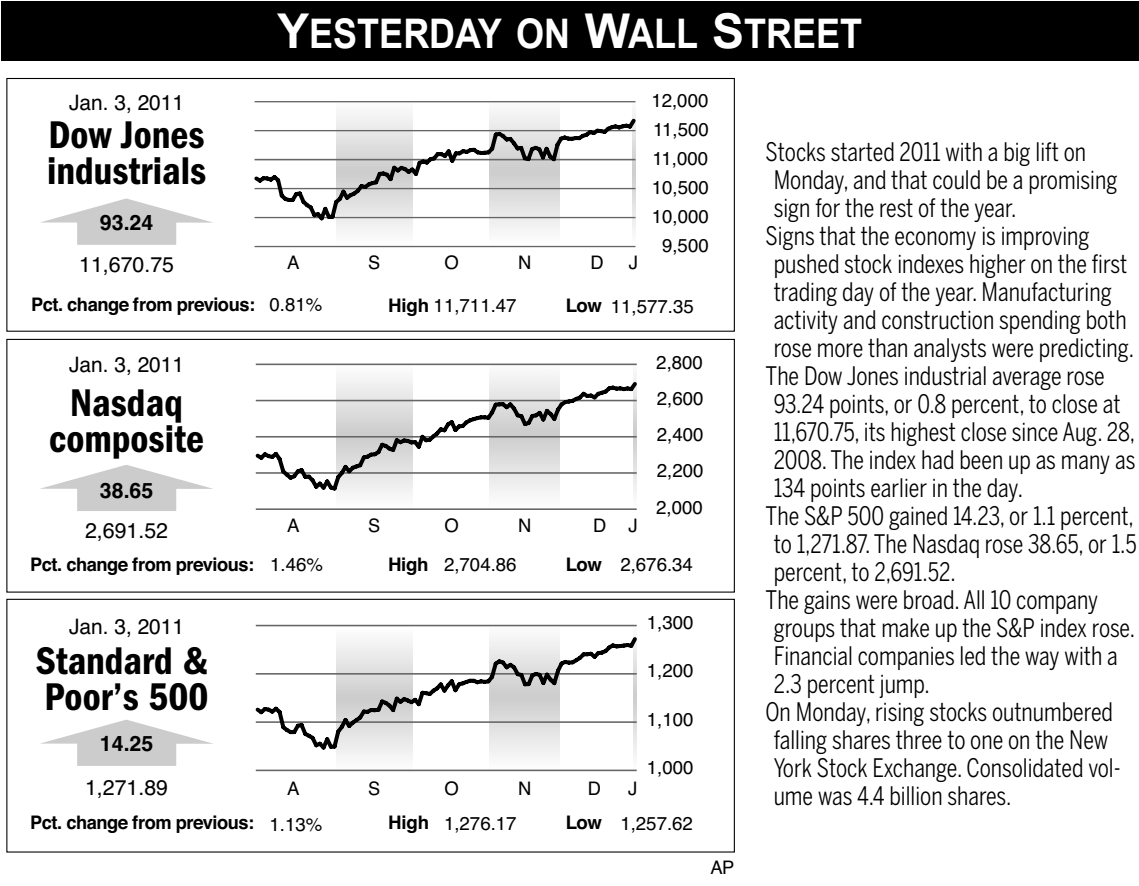 YESTERDAY ON WALL STREET
Jan. 3, 2011
Dow Jones
industrials
93.24
11,670.75
12,000
11,500
11,000
10,500
10,000
9,500
A S O N D J
Pct. change from previous: 0.81% High 11,711.47 Low 11,577.35
Jan. 3, 2011
Nasdaq
composite
38.65
2,691.52
2,800
2,600
2,400
2,200
2,000
A S O N D J
Pct. change from previous: 1.46% High 2,704.86 Low 2,676.34
Jan. 3, 2011
Standard &
Poor's 500
14.25
1,271.89
1,300
1,200
1,100
1,000
A S O N D J
Pct. change from previous: 1.13% High 1,276.17 Low 1,257.62
AP
Stocks started 2011 with a big lift on
Monday, and that could be a promising
sign for the rest of the year.
Signs that the economy is improving
pushed stock indexes higher on the first
trading day of the year. Manufacturing
activity and construction spending both
rose more than analysts were predicting.
The Dow Jones industrial average rose
93.24 points, or 0.8 percent, to close at
11,670.75, its highest close since Aug. 28,
2008. The index had been up as many as
134 points earlier in the day.
The S&P 500 gained 14.23, or 1.1 percent,
to 1,271.87. The Nasdaq rose 38.65, or 1.5
percent, to 2,691.52.
The gains were broad. All 10 company
groups that make up the S&P index rose.
Financial companies led the way with a
2.3 percent jump.
On Monday, rising stocks outnumbered
falling shares three to one on the New
York Stock Exchange. Consolidated vol-
ume was 4.4 billion shares.